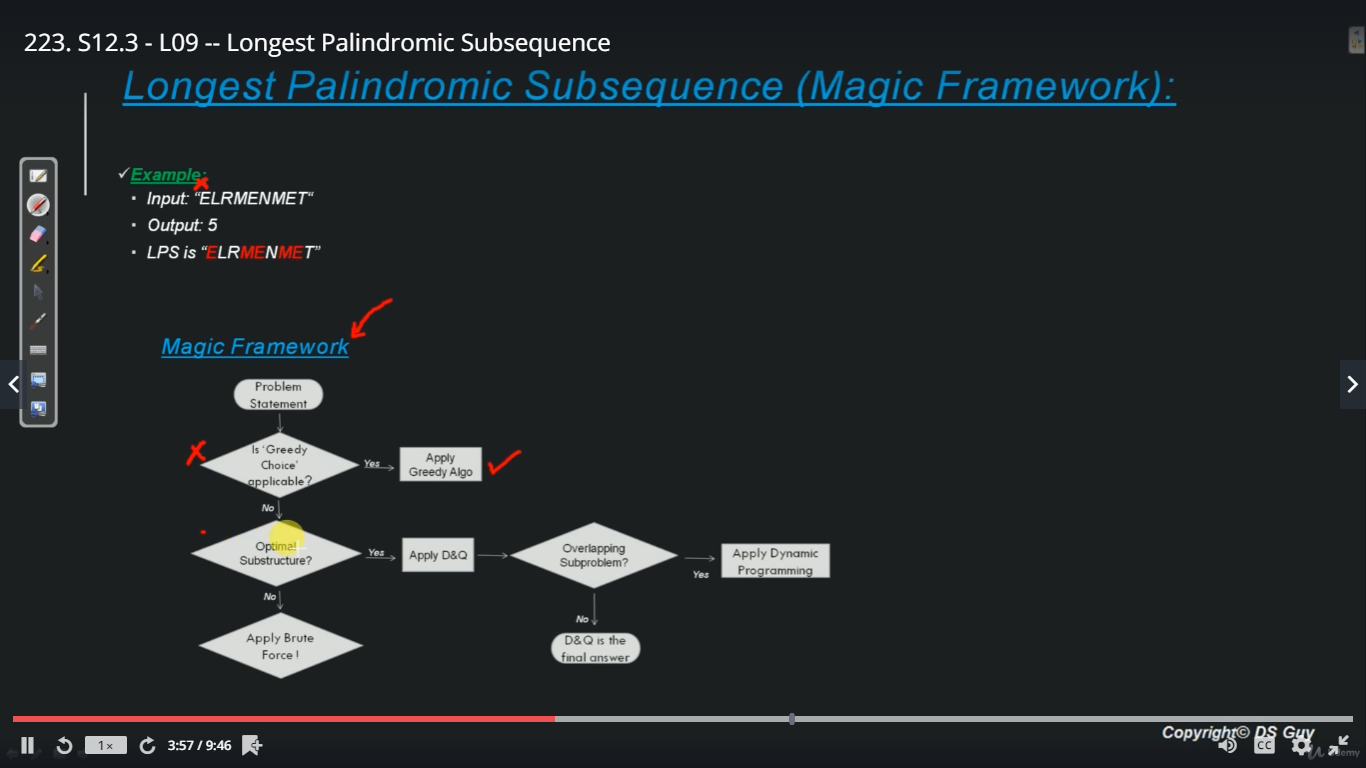 223. S12.3 - L09 -- Longest Palindromic Subsequence
Longest Palindromic Subsequence (Magic Framework):
✓Example:
▪ Input: “ELRMENMET“
▪ Output: 5
▪ LPS is “ELRMENMET”
Magic Framework
Problem
Statement
Is ‘Greedy
Choice’
applicable?
Yes
Apply
Greedy Algo
No
Optimal
Substructure?
Yes
Apply D&Q
Overlapping
Subproblem?
Yes
Apply Dynamic
Programming
No
Apply Brute
Force !
No
D&Q is the
final answer
Copyright© DS Guy
1x
3:57 / 9:46
CC